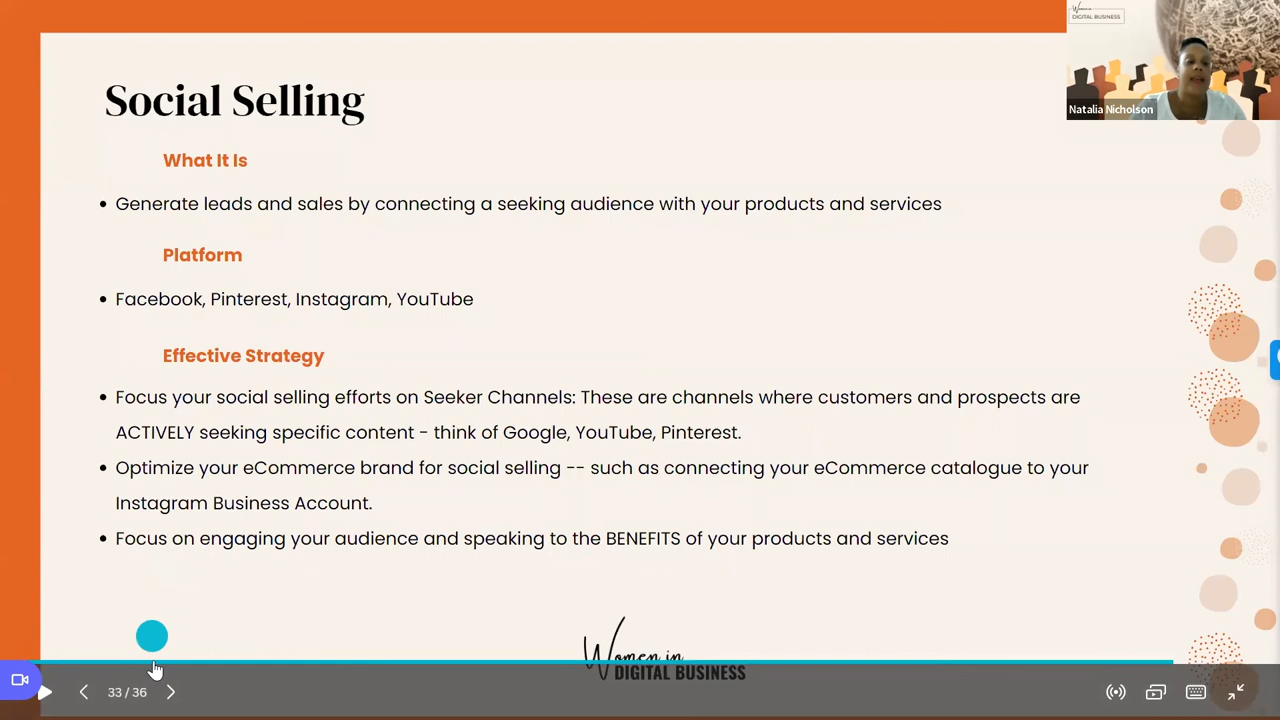 Women in
DIGITAL BUSINESS
Natalia Nicholson
Social Selling
What It Is
• Generate leads and sales by connecting a seeking audience with your products and services
Platform
• Facebook, Pinterest, Instagram, YouTube
Effective Strategy
• Focus your social selling efforts on Seeker Channels: These are channels where customers and prospects are
ACTIVELY seeking specific content - think of Google, YouTube, Pinterest.
• Optimize your eCommerce brand for social selling -- such as connecting your eCommerce catalogue to your
Instagram Business Account.
• Focus on engaging your audience and speaking to the BENEFITS of your products and services
Women in
DIGITAL BUSINESS
33 / 36